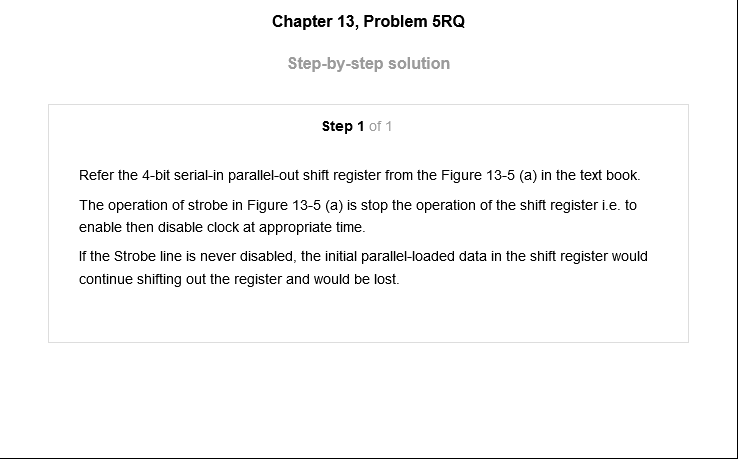 Chapter 13, Problem 5RQ
Step-by-step solution
Step 1 of 1
Refer the 4-bit serial-in parallel-out shift register from the Figure 13-5 (a) in the text book.
The operation of strobe in Figure 13-5 (a) is stop the operation of the shift register i.e. to
enable then disable clock at appropriate time.
If the Strobe line is never disabled, the initial parallel-loaded data in the shift register would
continue shifting out the register and would be lost.